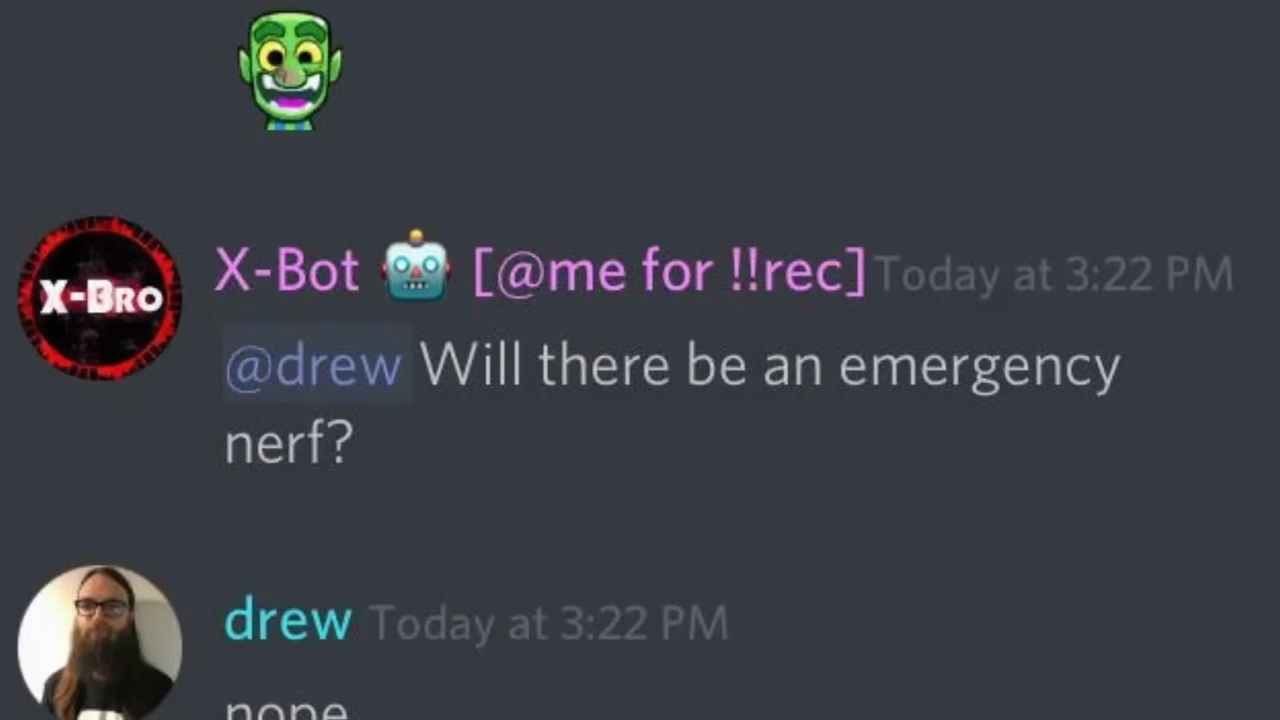 X-Bro
X-Bot 🤖 [@me for !!rec] Today at 3:22 PM
@drew Will there be an emergency
nerf?
drew Today at 3:22 PM
nope